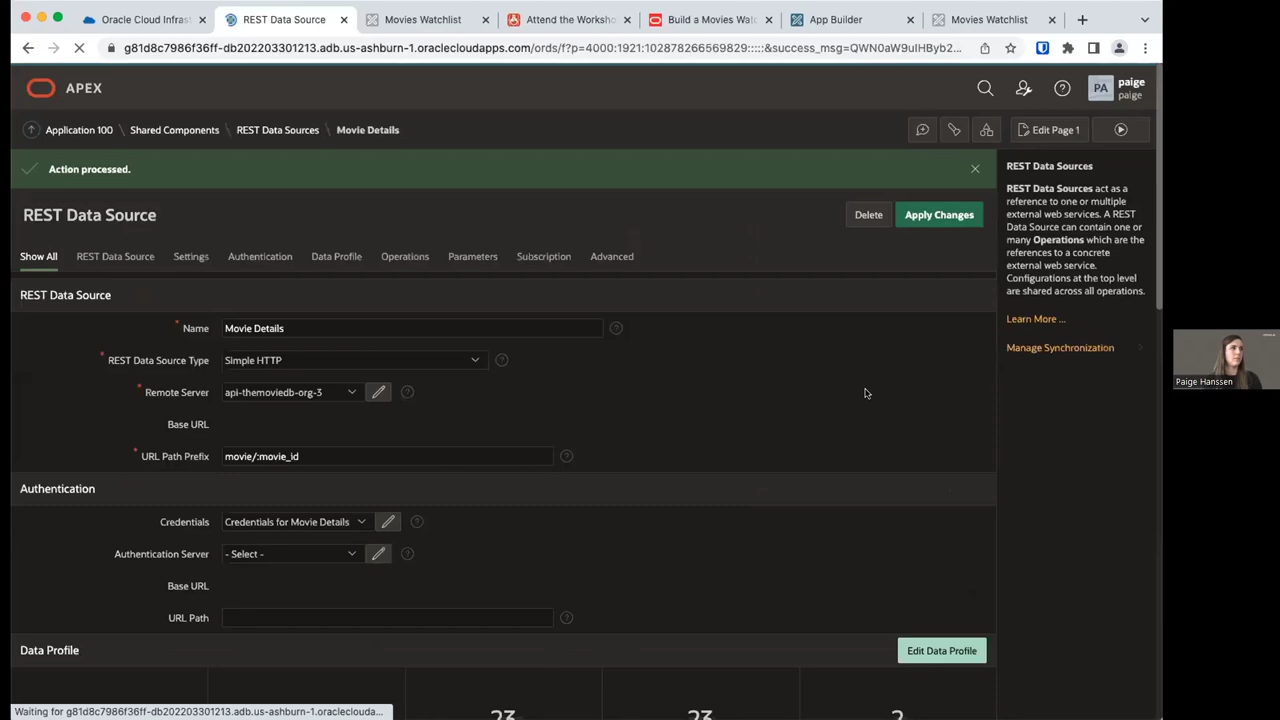 Oracle Cloud Infrast
REST Data Source
Movies Watchlist
Attend the Worksho
Build a Movies Wat
App Builder
Movies Watchlist
g81d8c7986f36ff-db202203301213.adb.us-ashburn-1.oraclecloudapps.com/ords/f?p=4000:1921:102878266569829:::::&success_msg=QWN0aW9uIHByb2...
APEX
PA
paige
paige
Application 100 \ Shared Components \ REST Data Sources \ Movie Details
Edit Page 1
Action processed.
REST Data Source
Delete
Apply Changes
Show All
REST Data Source
Settings
Authentication
Data Profile
Operations
Parameters
Subscription
Advanced
REST Data Source
* Name
Movie Details
* REST Data Source Type
Simple HTTP
* Remote Server
api-themoviedb-org-3
Base URL
* URL Path Prefix
movie/:movie_id
Authentication
Credentials
Credentials for Movie Details
Authentication Server
- Select -
Base URL
URL Path
Data Profile
Edit Data Profile
23
23
2
REST Data Sources
REST Data Sources act as a
reference to one or multiple
external web services. A REST
Data Source can contain one or
many Operations which are the
references to a concrete
external web service.
Configurations at the top level
are shared across all operations.
Learn More ...
Manage Synchronization
Paige Hanssen
Waiting for g81d8c7986f36ff-db202203301213.adb.us-ashburn-1.oraclecloudа...